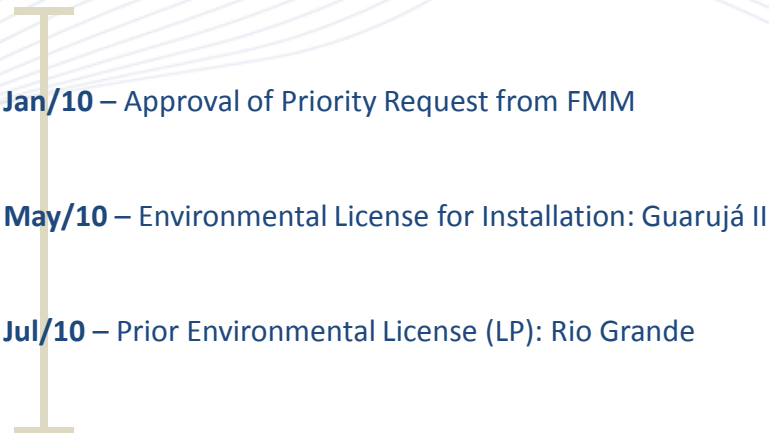 Jan/10 – Approval of Priority Request from FMM
May/10 – Environmental License for Installation: Guarujá II
Jul/10 – Prior Environmental License (LP): Rio Grande